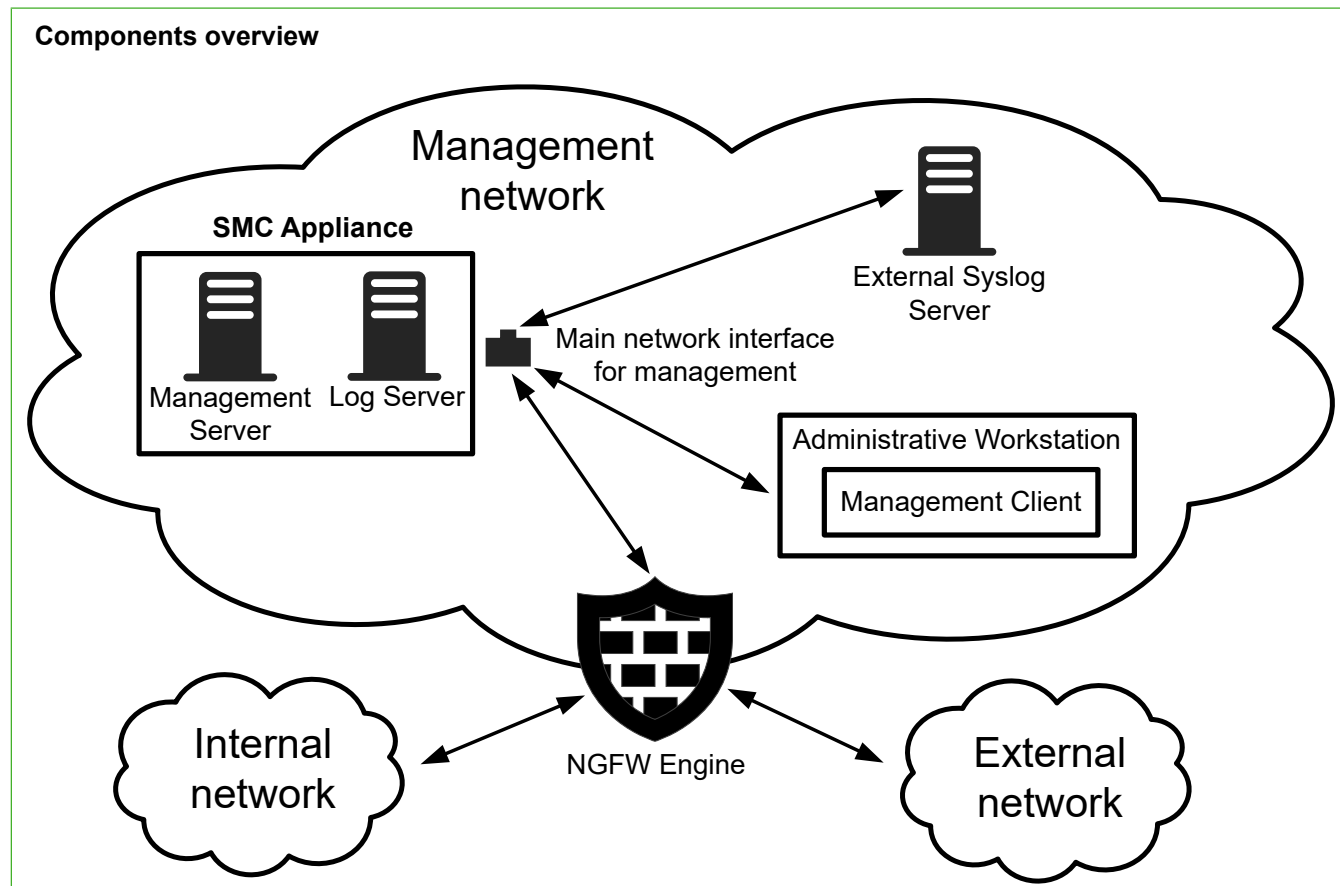 Components overview
Management
network
SMC Appliance
Management
Server
Log Server
External Syslog
Server
Main network interface
for management
Administrative Workstation
Management Client
NGFW Engine
Internal
network
External
network